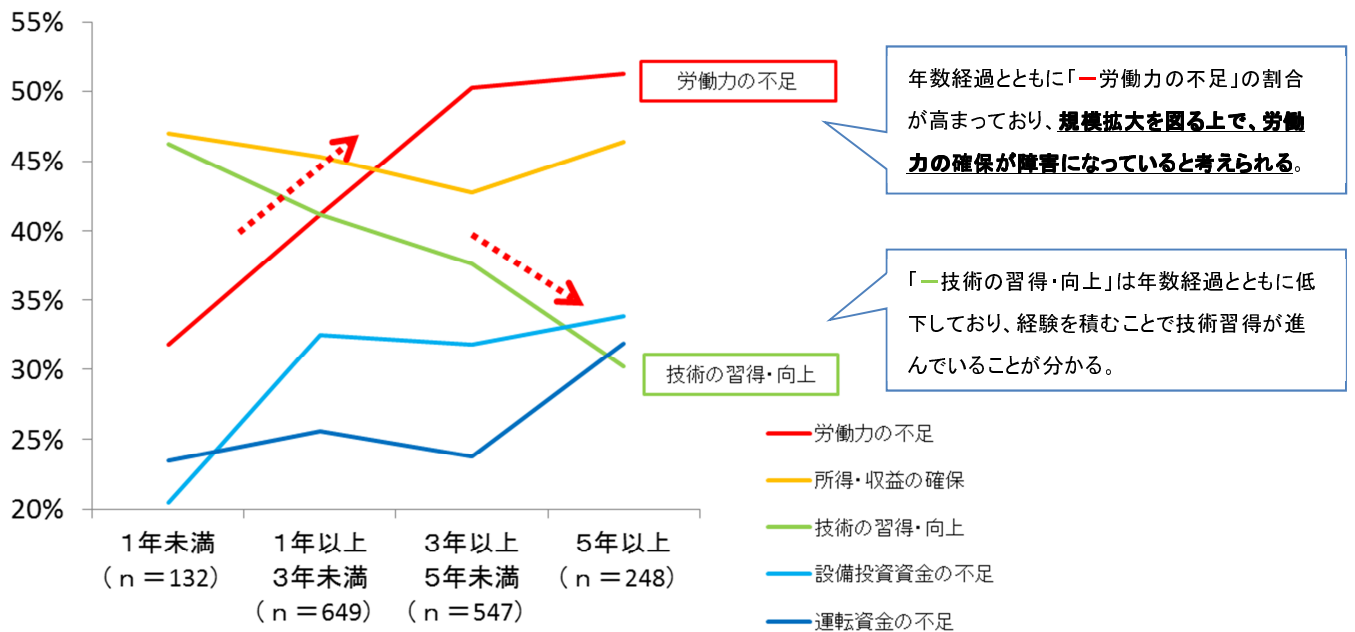 55%
50%
45%
40%
35%
30%
25%
20%
1年未満
(n=132)
1年以上
3年未満
(n=649)
3年以上
5年未満
(n=547)
5年以上
(n=248)
労働力の不足
技術の習得・向上
年数経過とともに「ー労働力の不足」の割合
が高まっており、規模拡大を図る上で、労働
力の確保が障害になっていると考えられる。
「ー技術の習得・向上」は年数経過とともに低
下しており、経験を積むことで技術習得が進
んでいることが分かる。
労働力の不足
所得・収益の確保
技術の習得・向上
設備投資資金の不足
運転資金の不足